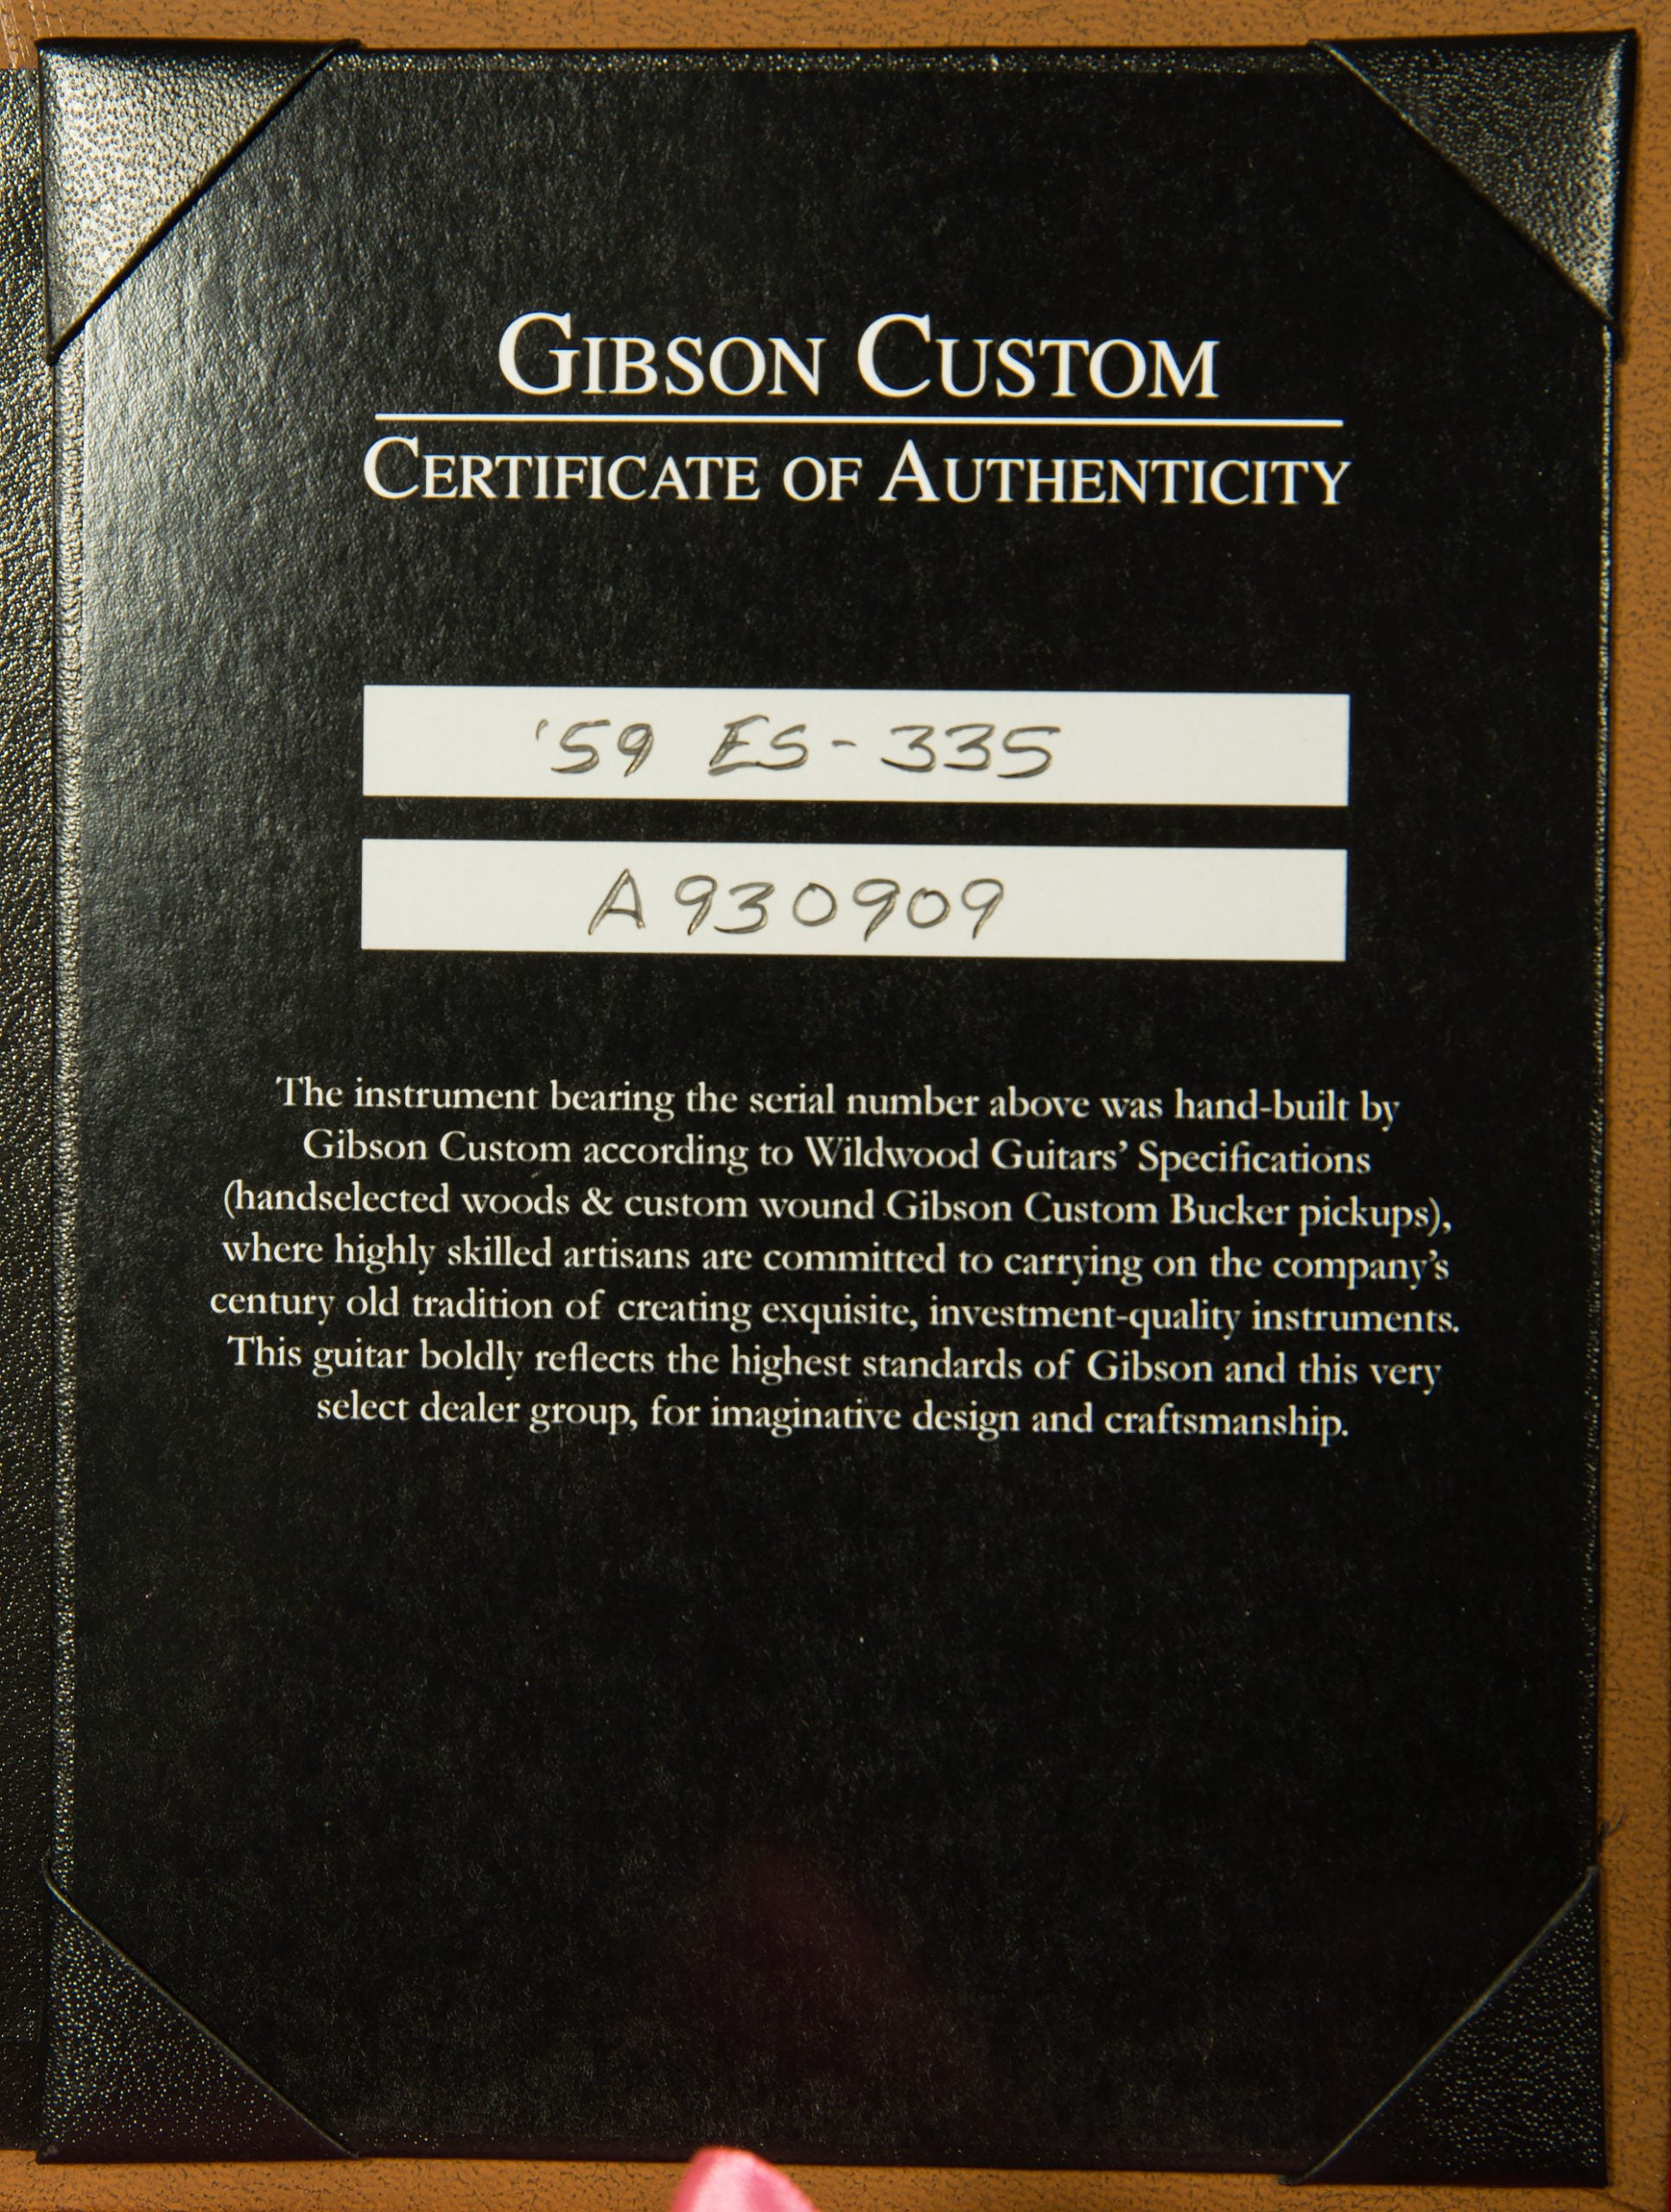 GIBSON CUSTOM
CERTIFICATE OF AUTHENTICITY
'59 ES-335
A930909
The instrument bearing the serial number above was hand-built by
Gibson Custom according to Wildwood Guitars' Specifications
(handselected woods & custom wound Gibson Custom Bucker pickups),
where highly skilled artisans are committed to carrying on the company's
century old tradition of creating exquisite, investment-quality instruments.
This guitar boldly reflects the highest standards of Gibson and this very
select dealer group, for imaginative design and craftsmanship.